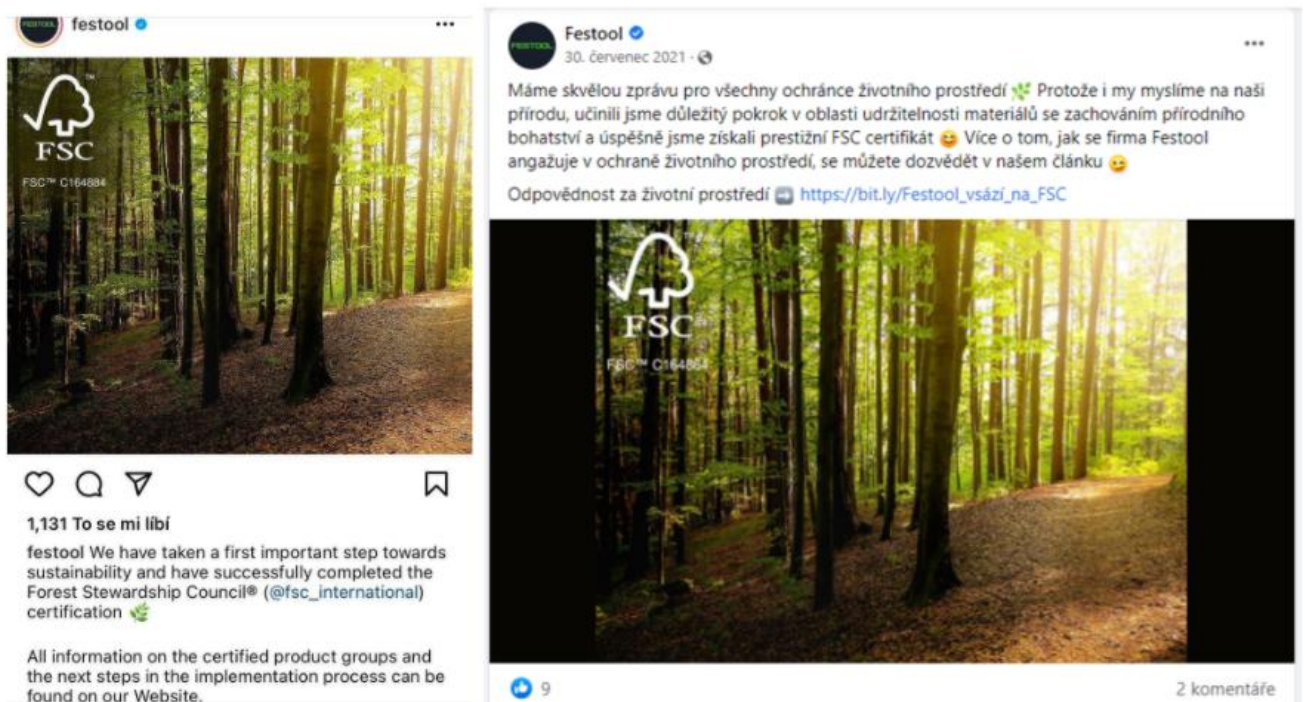 FESTOOL
festool
FSC
FSC™ C164884
1,131 To se mi líbí
festool We have taken a first important step towards
sustainability and have successfully completed the
Forest Stewardship Council® (@fsc_international)
certification 🌿
All information on the certified product groups and
the next steps in the implementation process can be
found on our Website.
FESTOOL
Festool
30. červenec 2021 ·
Máme skvělou zprávu pro všechny ochránce životního prostředí 🌿 Protože i my myslíme na naši
přírodu, učinili jsme důležitý pokrok v oblasti udržitelnosti materiálů se zachováním přírodního
bohatství a úspěšně jsme získali prestižní FSC certifikát 😊 Více o tom, jak se firma Festool
angažuje v ochraně životního prostředí, se můžete dozvědět v našem článku 😉
Odpovědnost za životní prostředí ➡️ https://bit.ly/Festool_vsází_na_FSC
FSC
FSC™ C164884
9
2 komentáře